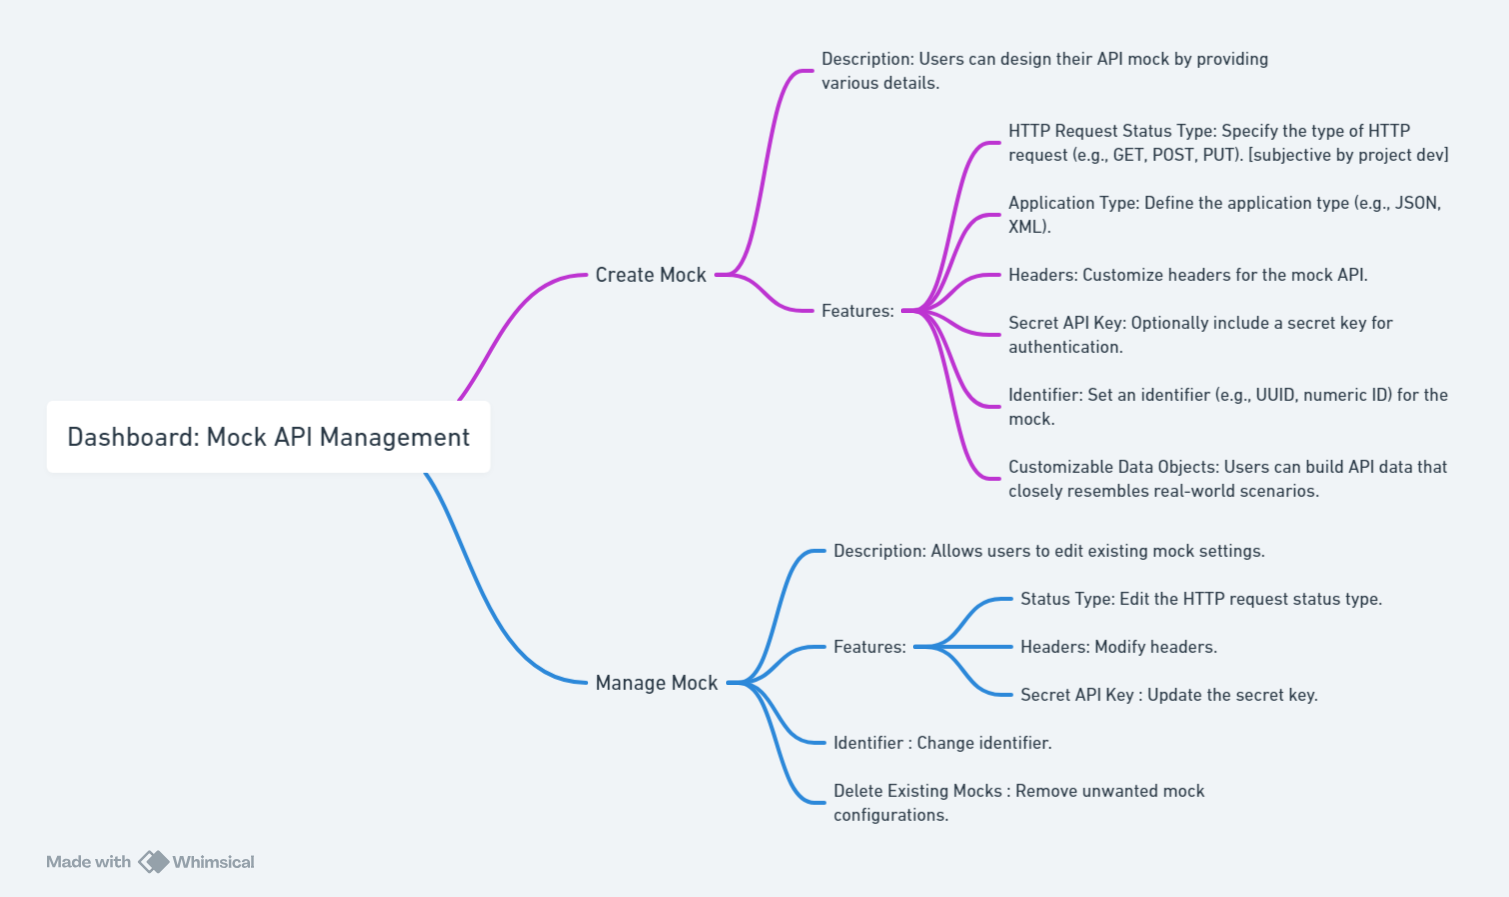 Description: Users can design their API mock by providing
various details.
HTTP Request Status Type: Specify the type of HTTP
request (e.g., GET, POST, PUT). [subjective by project dev]
Application Type: Define the application type (e.g., JSON,
XML).
Create Mock
Headers: Customize headers for the mock API.
Features:
Secret API Key: Optionally include a secret key for
authentication.
Identifier: Set an identifier (e.g., UUID, numeric ID) for the
mock.
Dashboard: Mock API Management
Customizable Data Objects: Users can build API data that
closely resembles real-world scenarios.
Description: Allows users to edit existing mock settings.
Status Type: Edit the HTTP request status type.
Features:
Headers: Modify headers.
Manage Mock
Secret API Key : Update the secret key.
Identifier : Change identifier.
Delete Existing Mocks : Remove unwanted mock
configurations.
Made with Whimsical